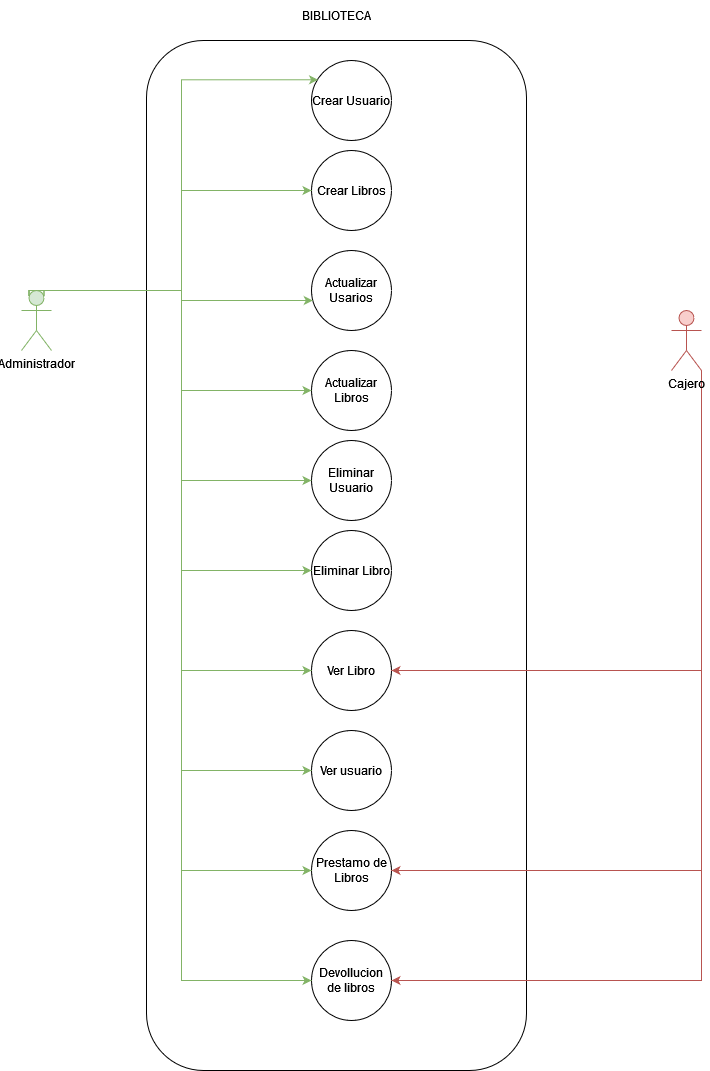 BIBLIOTECA
Crear Usuario
Crear Libros
Actualizar
Usarios
Administrador
Actualizar
Libros
Cajero
Eliminar
Usuario
Eliminar Libro
Ver Libro
Ver usuario
Prestamo de
Libros
Devollucion
de libros